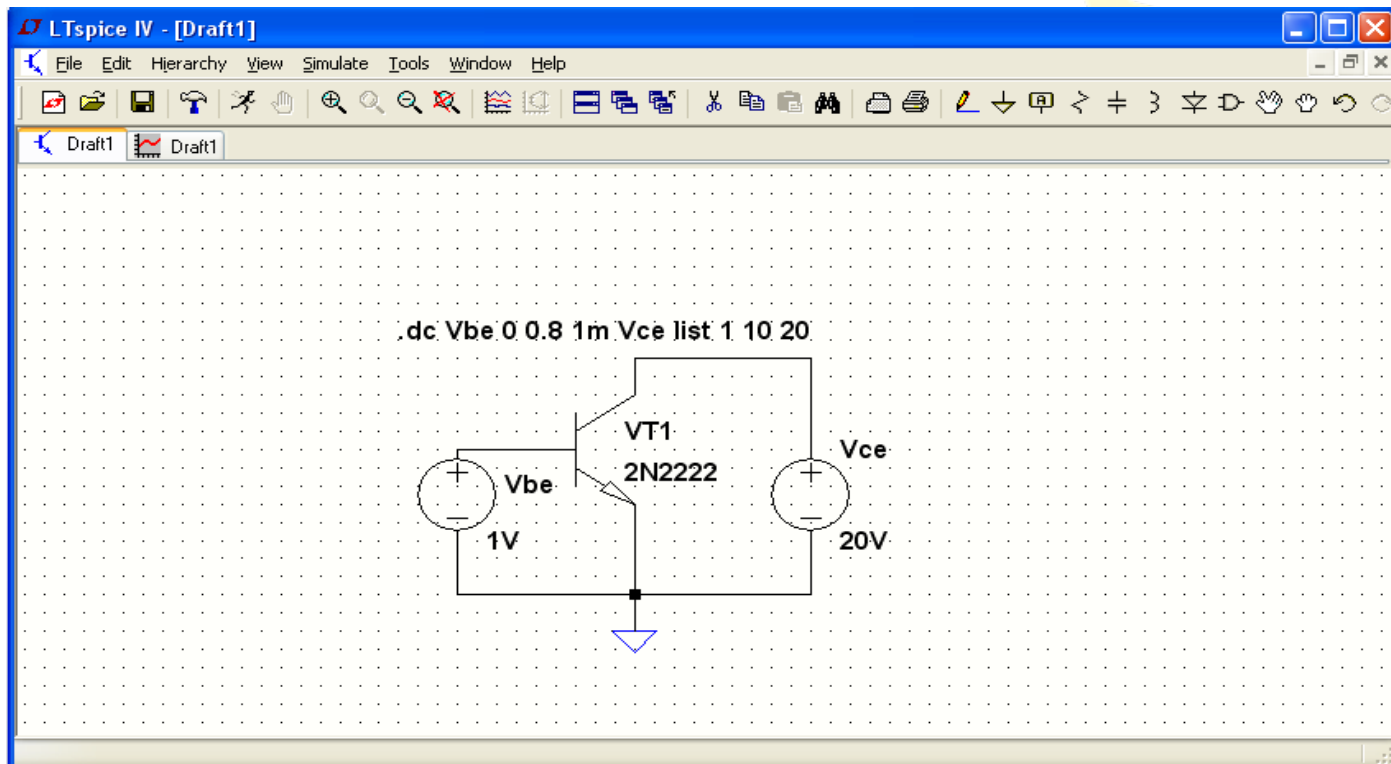 LTspice IV - [Draft1]
File Edit Hierarchy View Simulate Tools Window Help
Draft1 Draft1
.dc Vbe 0 0.8 1m Vce list 1 10 20
VT1
2N2222
Vbe
1V
Vce
20V